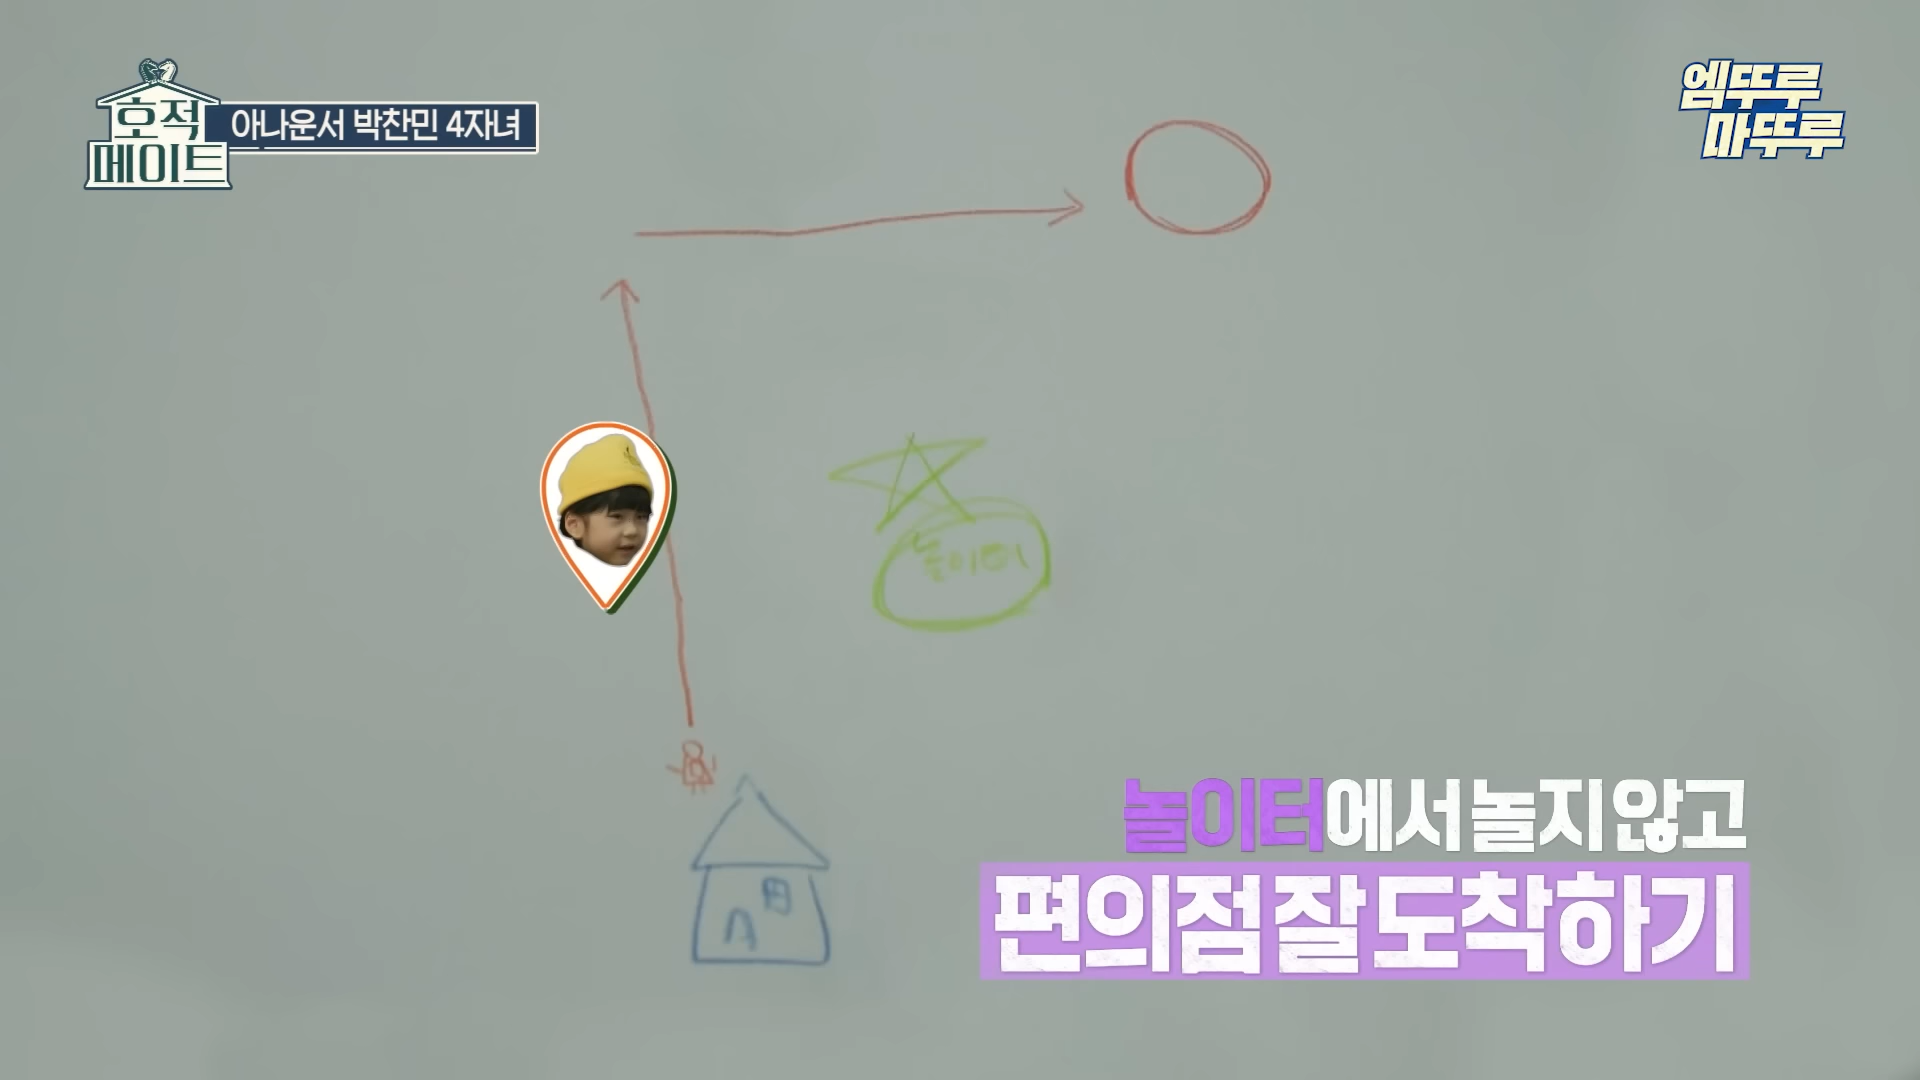 호적
메이트
아나운서 박찬민 4자녀
엠뚜루
마뚜루
놀이터
놀이터에서 놀지 않고
편의점 잘 도착하기